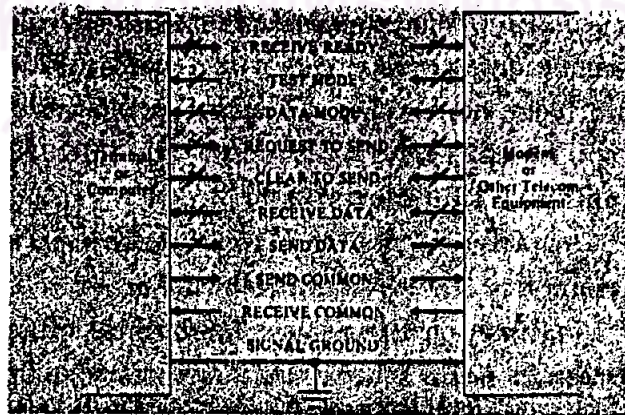 RECEIVE READY
TEST MODE
DATA MODE
REQUEST TO SEND
CLEAR TO SEND
RECEIVE DATA
SEND DATA
SEND COMMON
RECEIVE COMMON
SIGNAL GROUND
Terminal
or
Computer
Modem
or
Other Telecom
Equipment